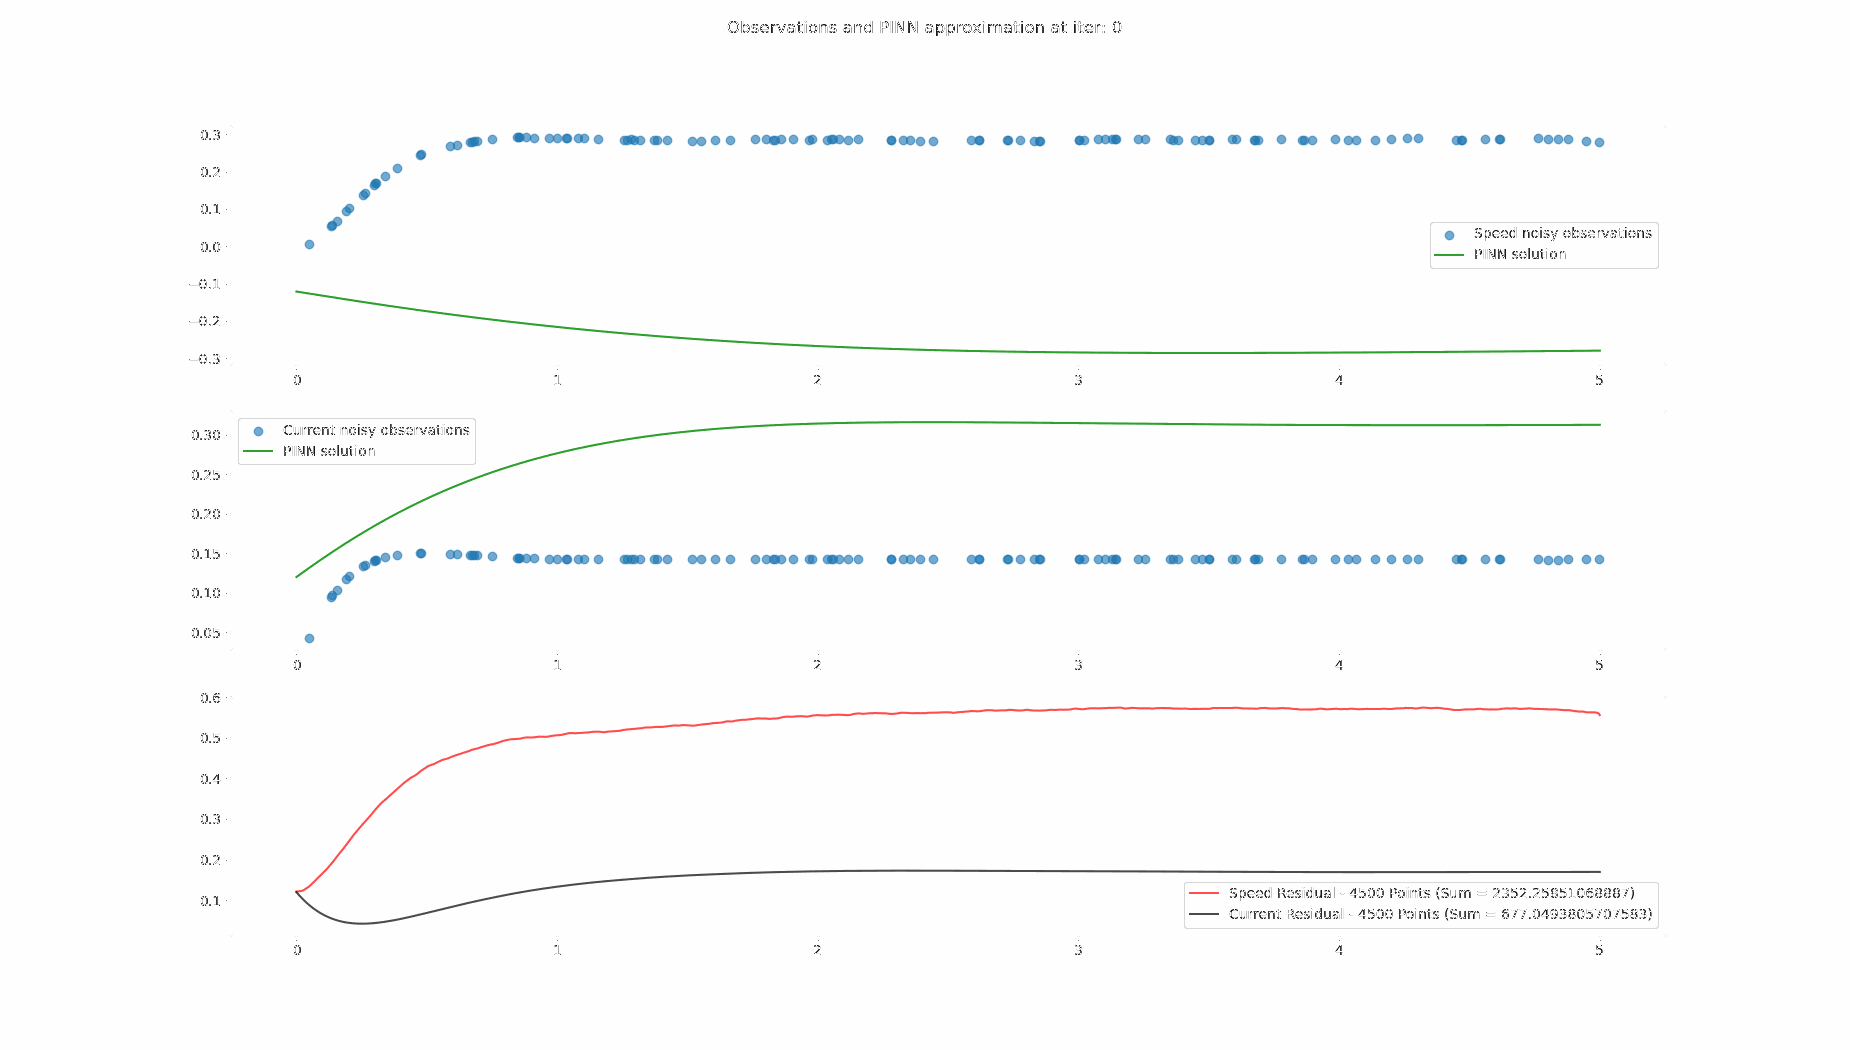 Observations and PINN approximation at iter: 0
0.3
0.2
0.1
0.0
−0.1
−0.2
−0.3
Speed noisy observations
PINN solution
0 1 2 3 4 5
Current noisy observations
PINN solution
0.30
0.25
0.20
0.15
0.10
0.05
0 1 2 3 4 5
0.6
0.5
0.4
0.3
0.2
0.1
Speed Residual - 4500 Points (Sum = 2352.25851068887)
Current Residual - 4500 Points (Sum = 677.0493805707583)
0 1 2 3 4 5